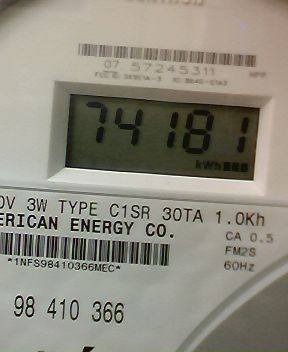 07 57245311 MPP
74181
kWh
0V 3W TYPE C1SR 30TA 1.0Kh
ERICAN ENERGY CO.
CA 0.5
*1NFS98410366MEC*
FM2S
60Hz
98 410 366